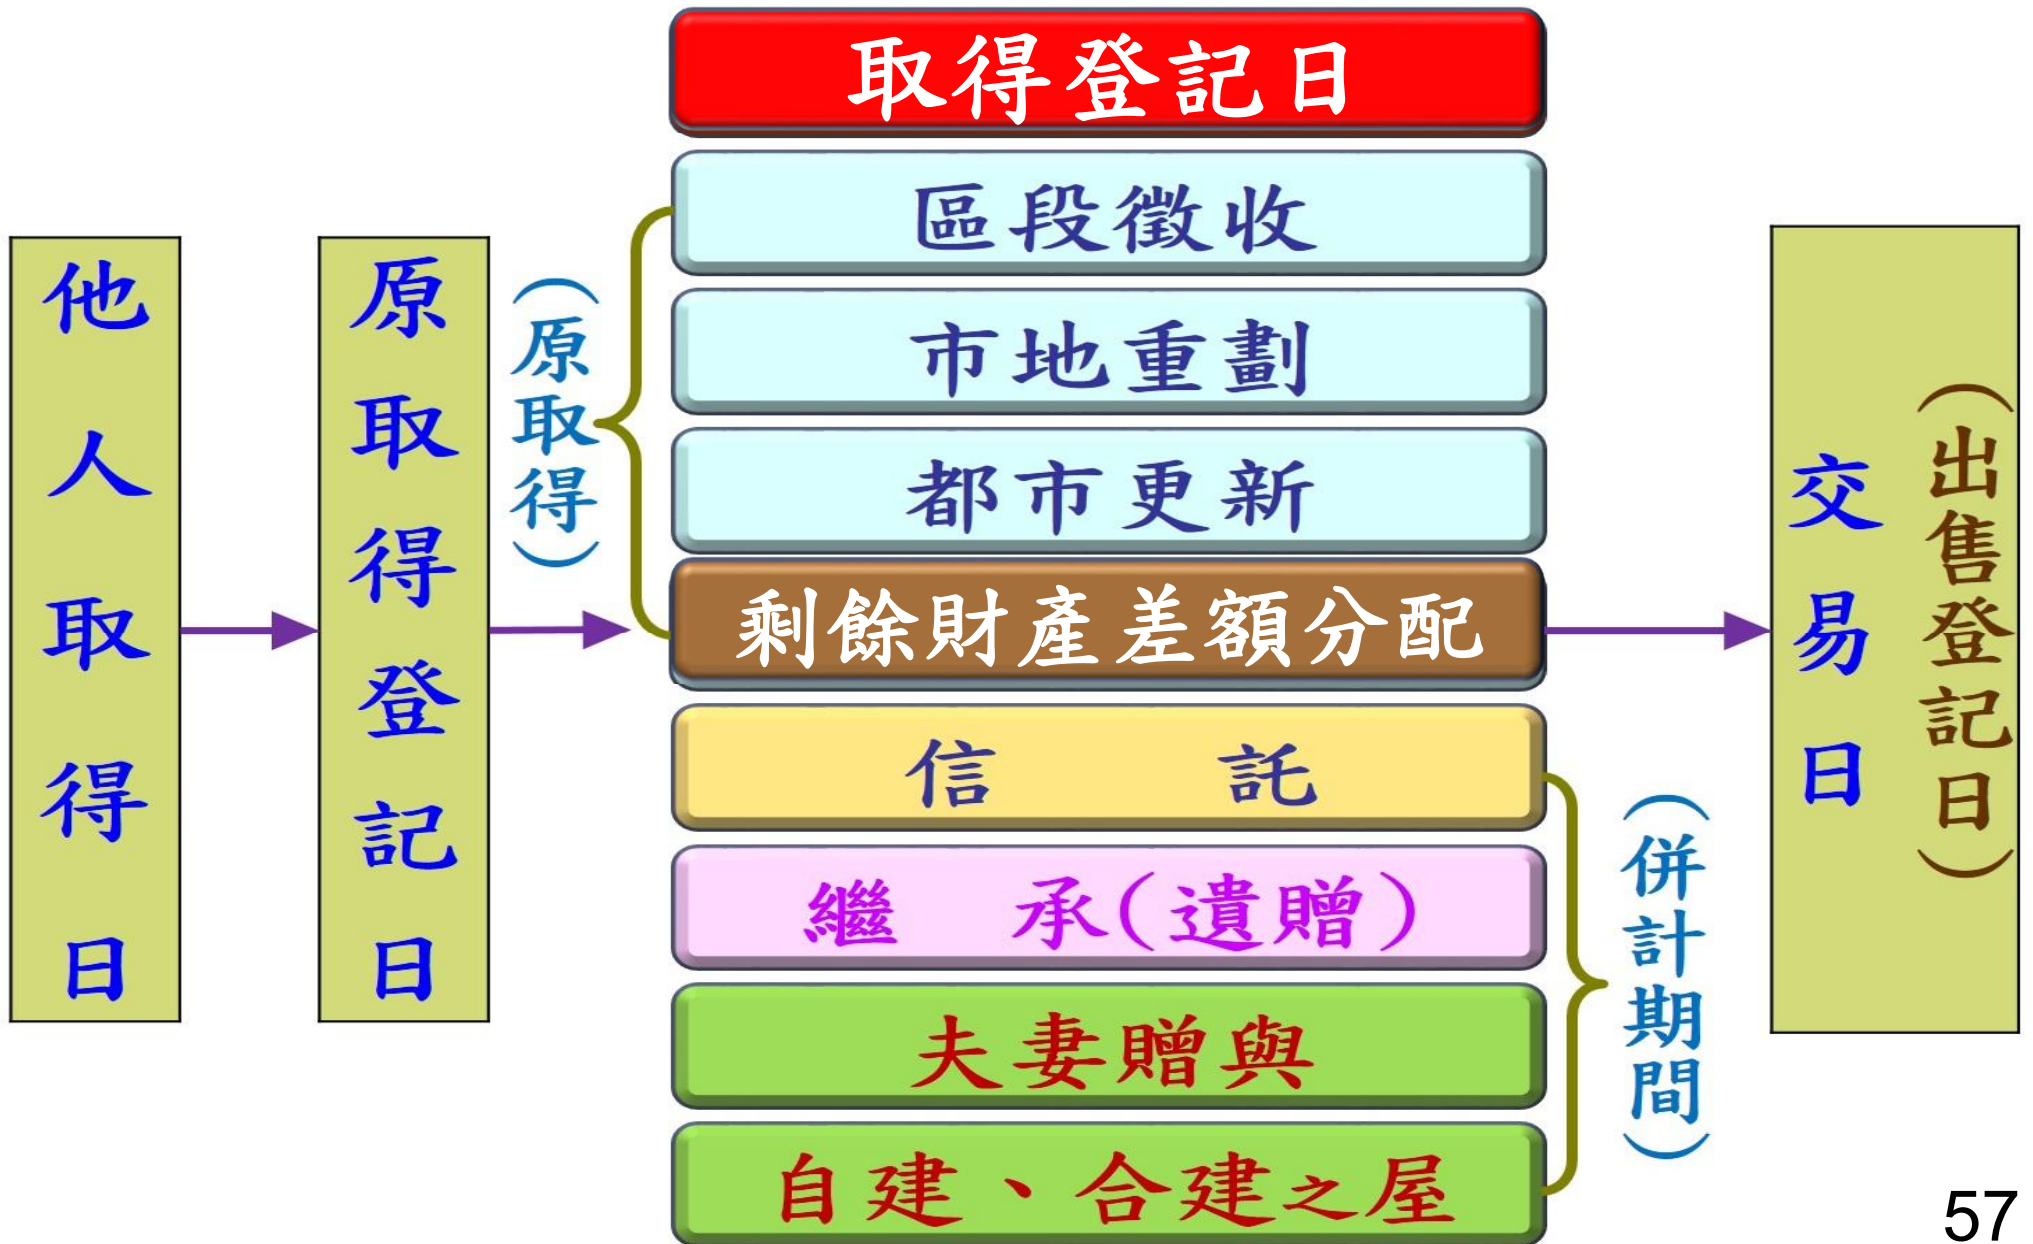 他人取得日
原取得登記日
(原取得)
取得登記日
區段徵收
市地重劃
都市更新
剩餘財產差額分配
信 託
繼 承(遺贈)
夫妻贈與
自建、合建之屋
(併計期間)
交易日
(出售登記日)
57